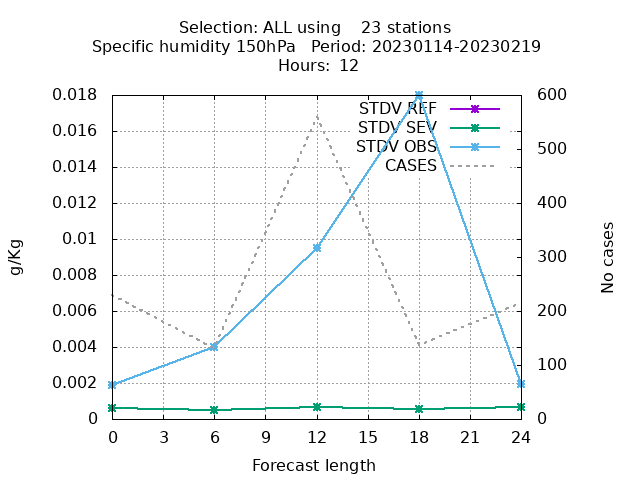 Selection: ALL using    23 stations
Specific humidity 150hPa   Period: 20230114-20230219
Hours:  12
STDV REF
STDV SEV
STDV OBS
CASES
0.018
0.016
0.014
0.012
0.01
0.008
0.006
0.004
0.002
0
600
500
400
300
200
100
0
g/Kg
No cases
0 3 6 9 12 15 18 21 24
Forecast length